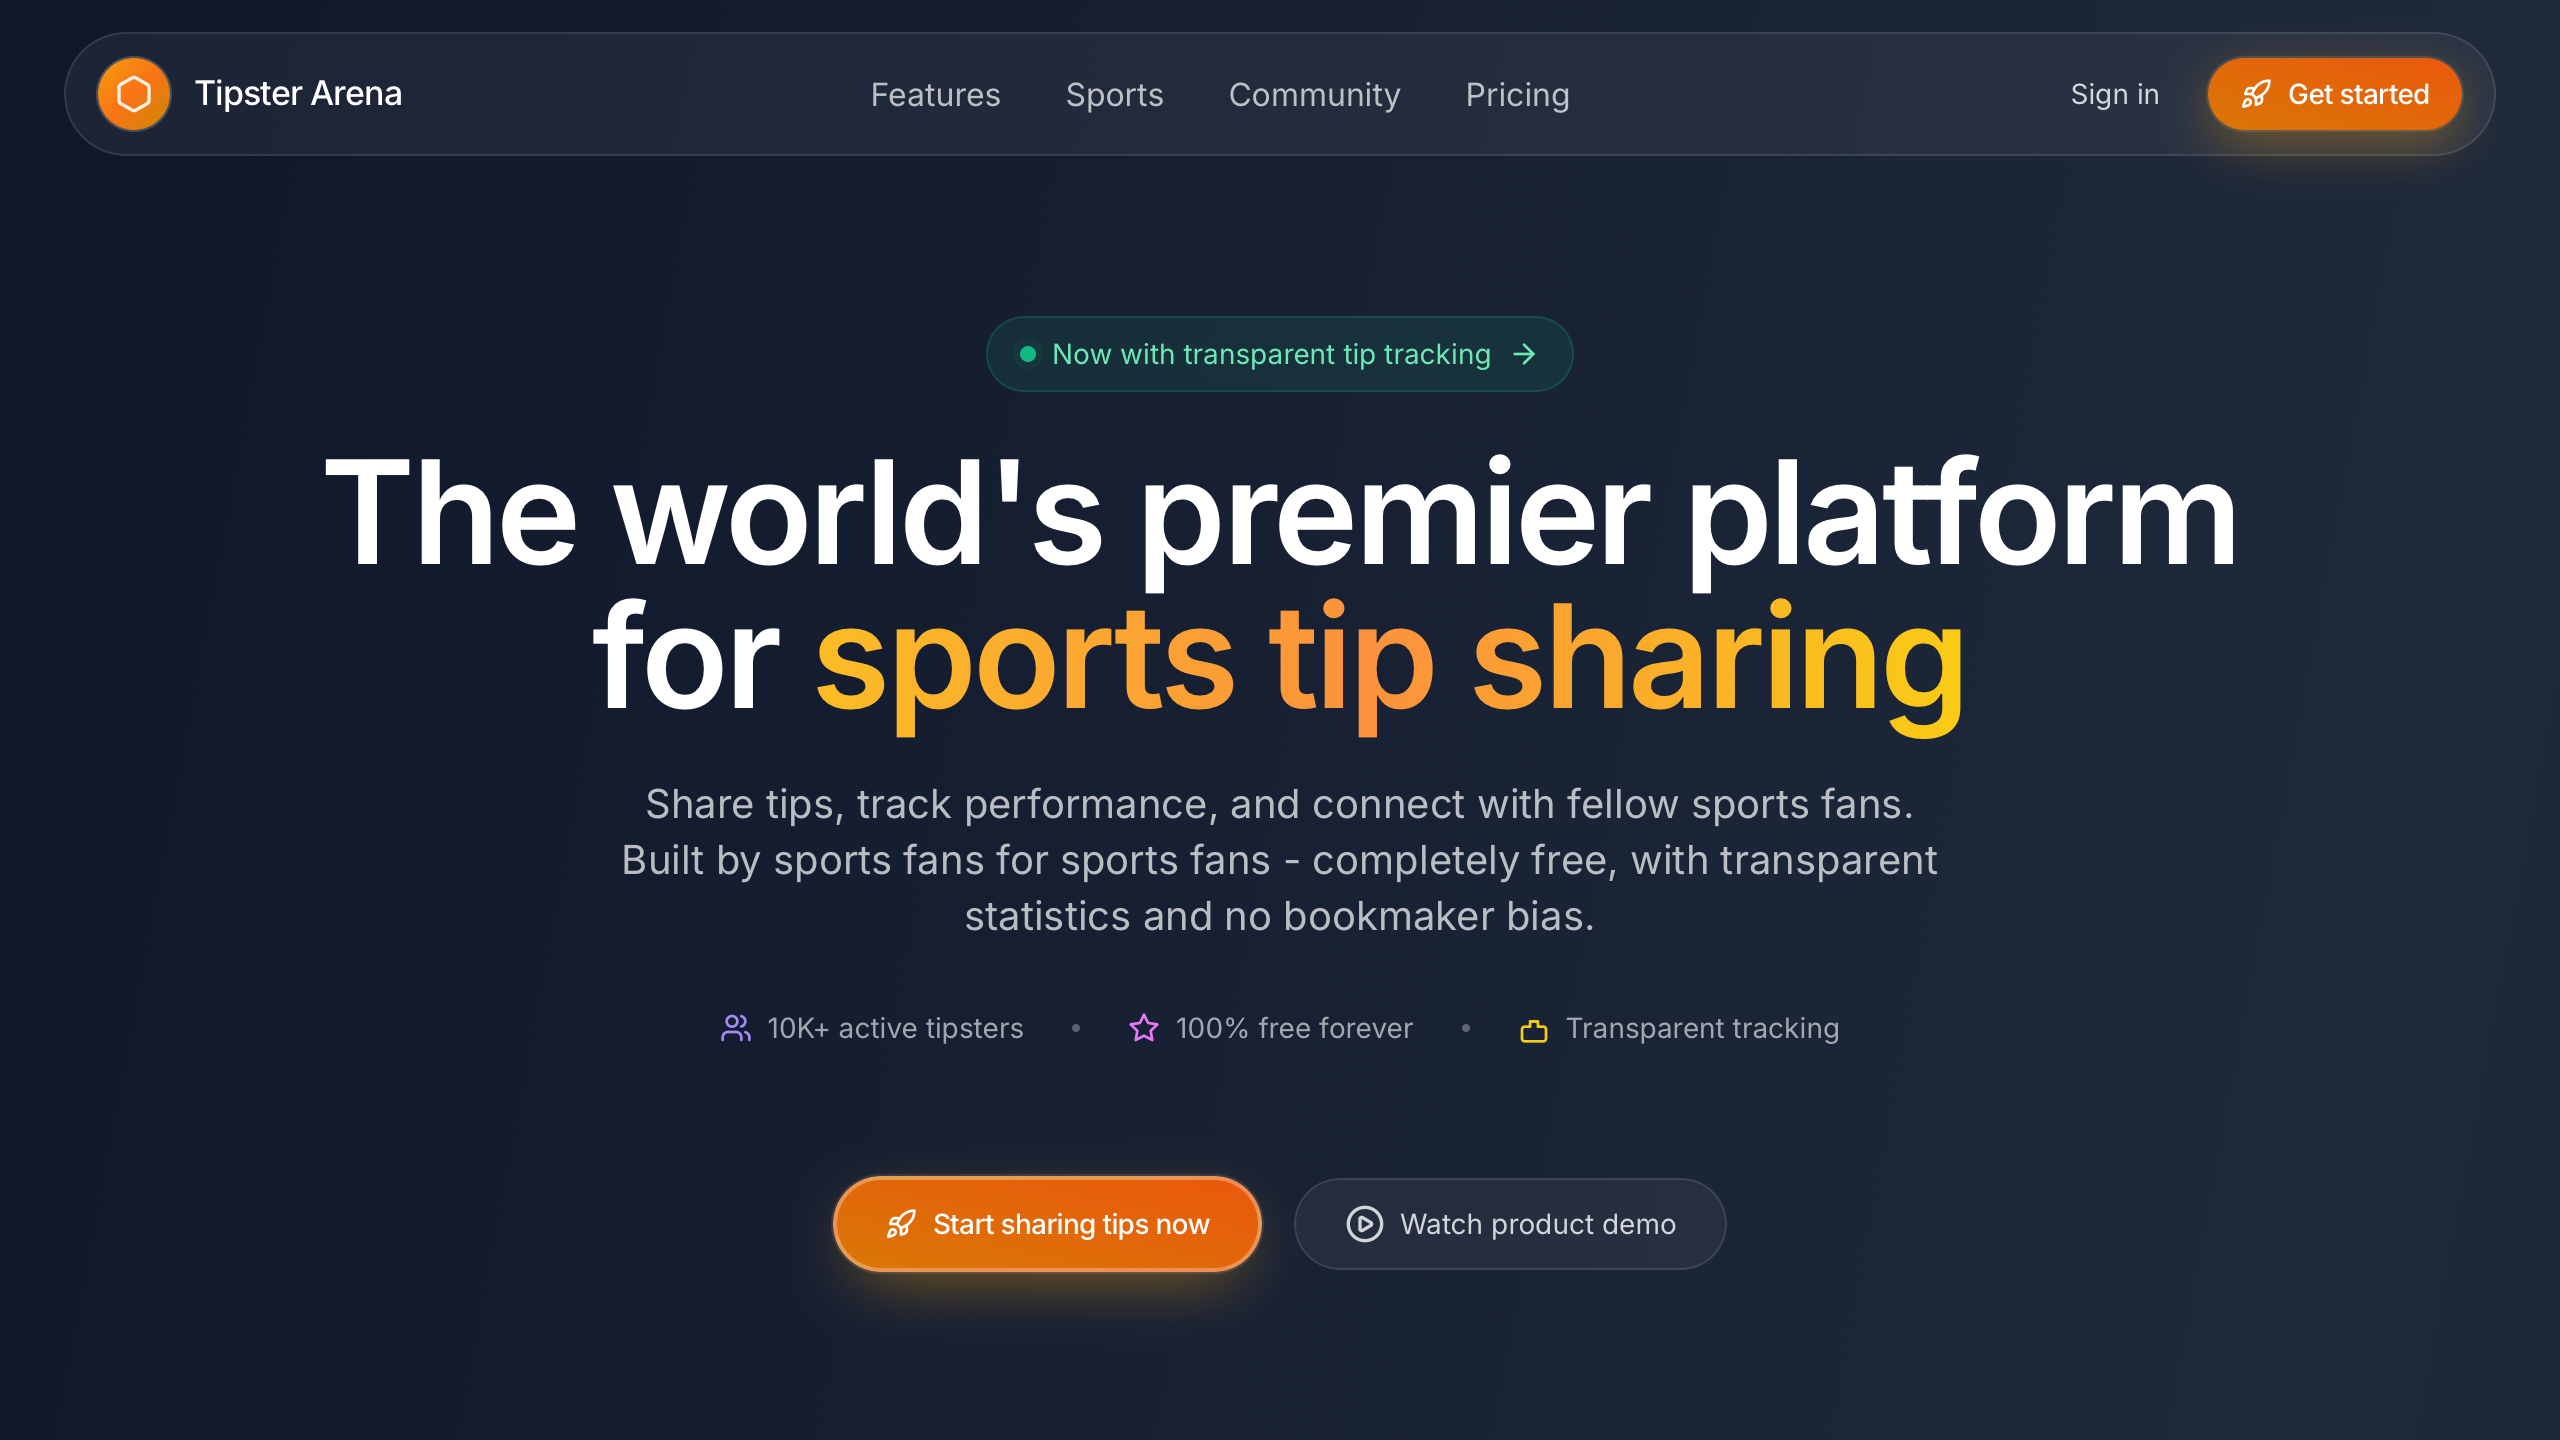 Tipster Arena
Features
Sports
Community
Pricing
Sign in
Get started
Now with transparent tip tracking
The world's premier platform
for sports tip sharing
Share tips, track performance, and connect with fellow sports fans.
Built by sports fans for sports fans - completely free, with transparent
statistics and no bookmaker bias.
10K+ active tipsters
100% free forever
Transparent tracking
Start sharing tips now
Watch product demo